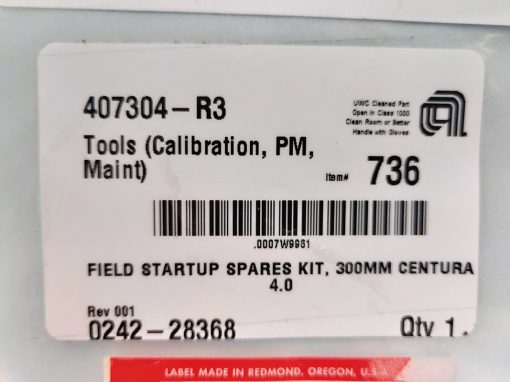 407304-R3
UWC Cleaned Part
Open in Class 1000
Clean Room or Better
Handle with Gloves
Tools (Calibration, PM,
Maint)
Item# 736
.0007W9961
FIELD STARTUP SPARES KIT, 300MM CENTURA
4.0
Rev 001
0242-28368 Qty 1.
LABEL MADE IN REDMOND, OREGON, U.S.A.